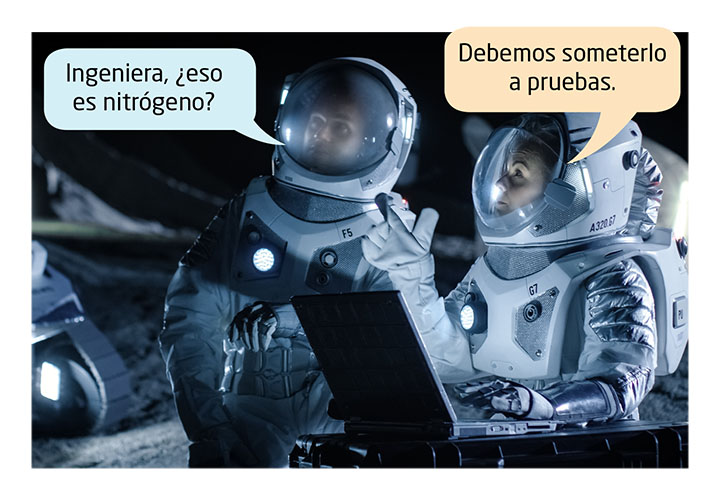 Ingeniera, ¿eso
es nitrógeno?
Debemos someterlo
a pruebas.
F5
A320.G7
G7